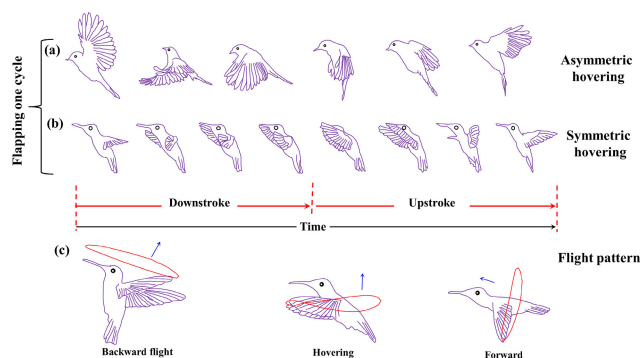 Flapping one cycle
(a)
Asymmetric
hovering
(b)
Symmetric
hovering
Downstroke
Upstroke
Time
(c)
Flight pattern
Backward flight
Hovering
Forward